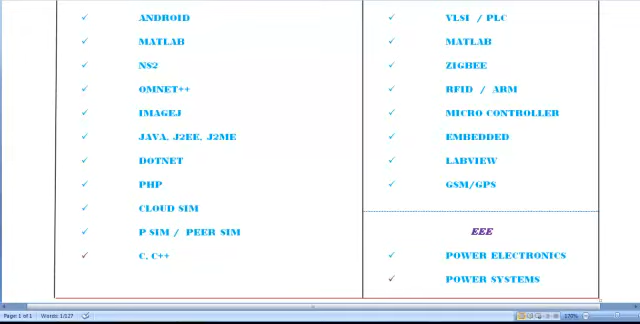 ANDROID
MATLAB
NS2
OMNET++
IMAGEJ
JAVA, J2EE, J2ME
DOTNET
PHP
CLOUD SIM
P SIM / PEER SIM
C, C++
VLSI / PLC
MATLAB
ZIGBEE
RFID / ARM
MICRO CONTROLLER
EMBEDDED
LABVIEW
GSM/GPS
EEE
POWER ELECTRONICS
POWER SYSTEMS
Page: 1 of 1 Words: 1/127 120%